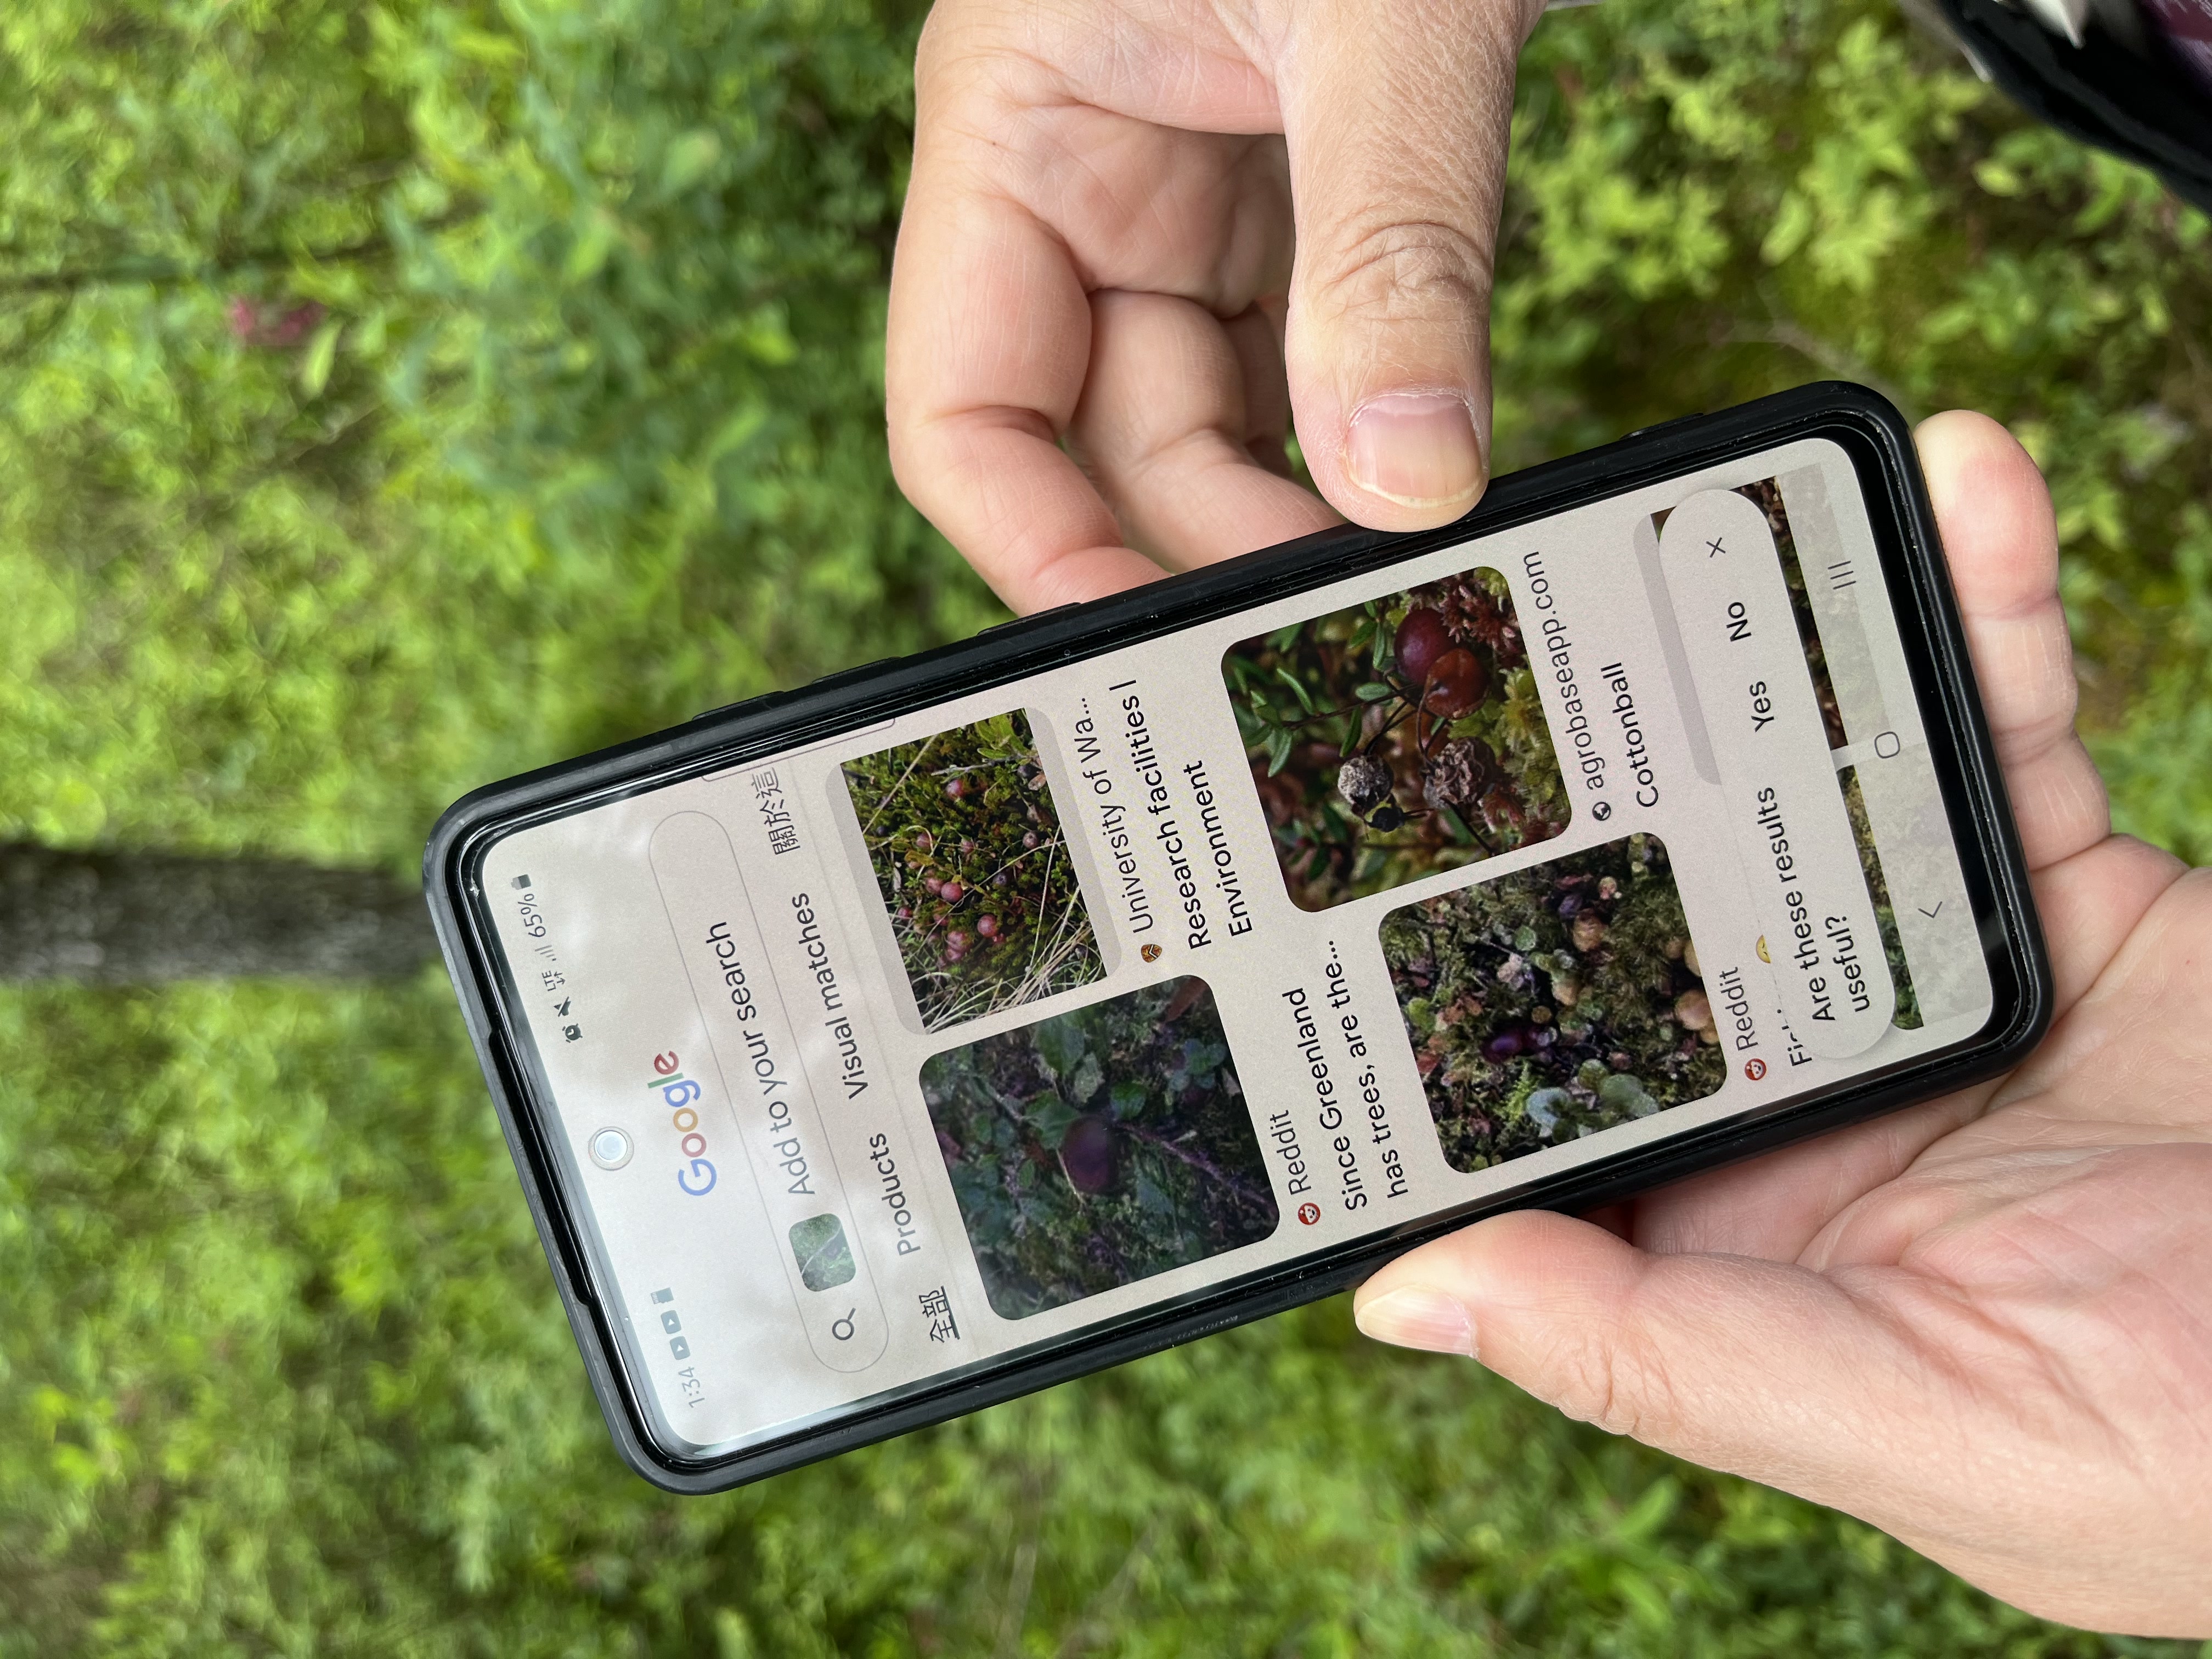 1:34
LTE 65%
Google
Add to your search
全部 Products Visual matches 關於這
University of Wa...
Research facilities |
Environment
Reddit
Since Greenland
has trees, are the...
agrobaseapp.com
Cottonball
Reddit
Are these results
useful?
Yes No